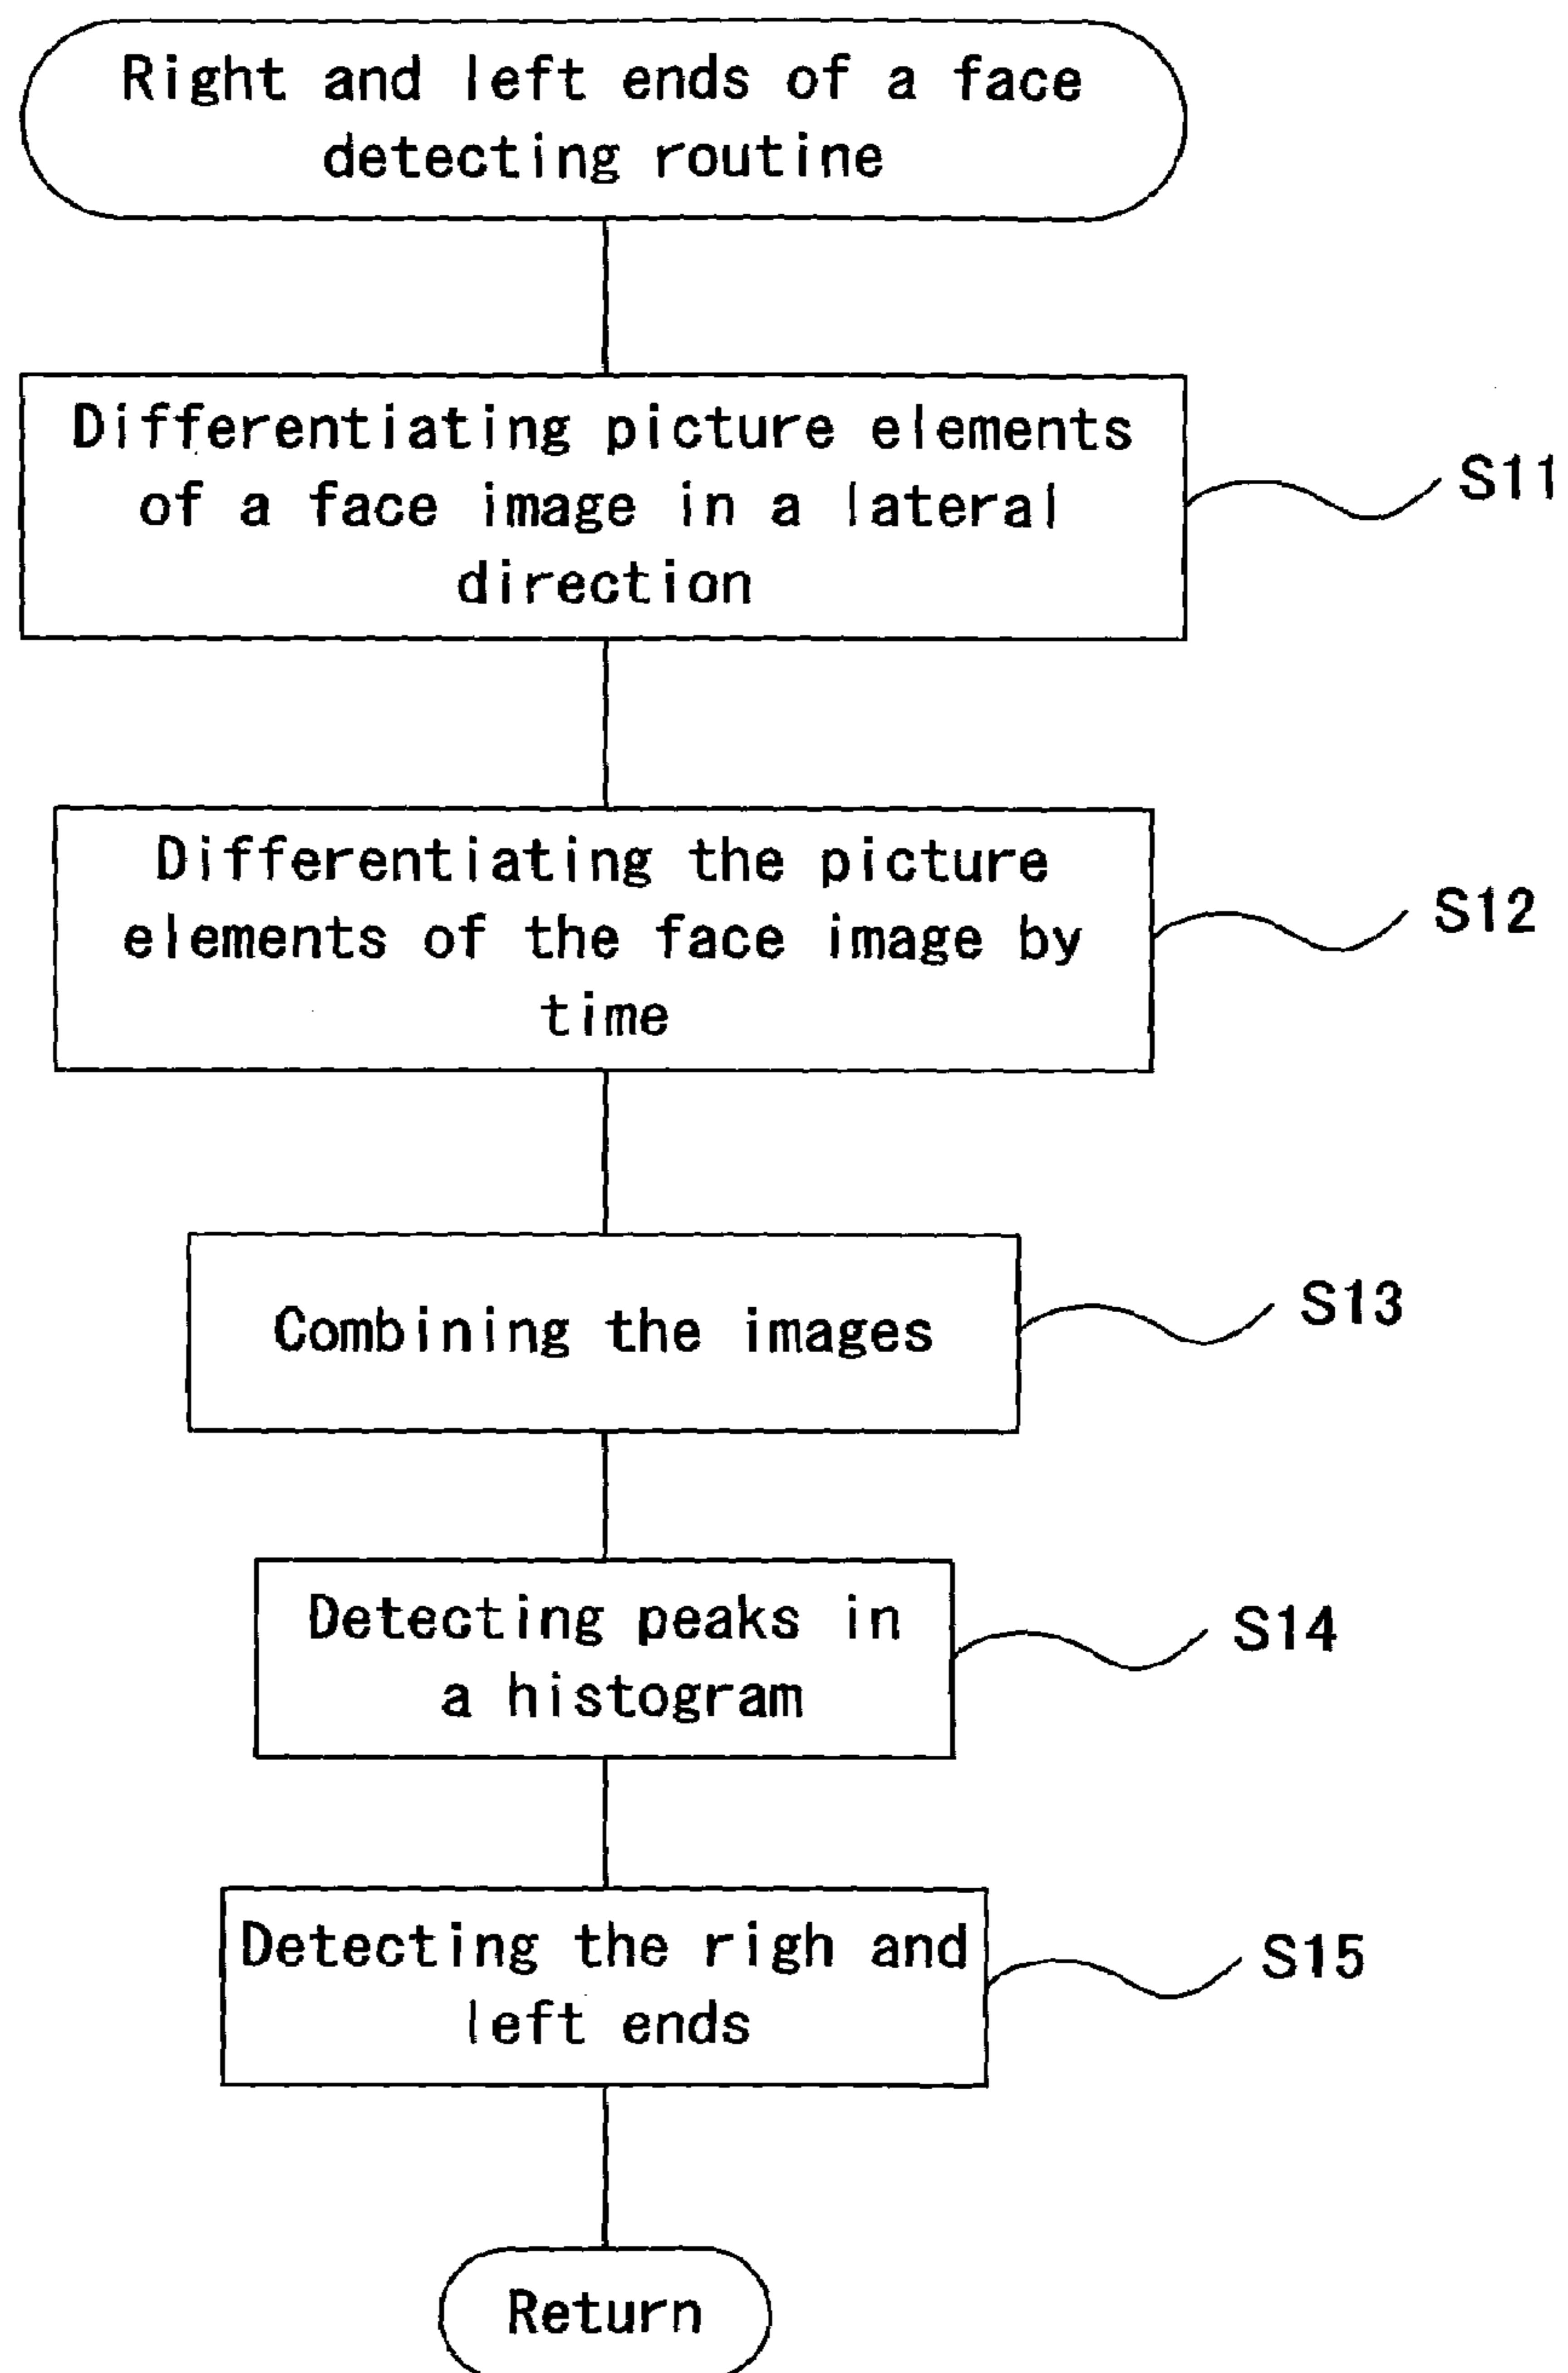 Right and left ends of a face
detecting routine
Differentiating picture elements
of a face image in a lateral
direction
S11
Differentiating the picture
elements of the face image by
time
S12
Combining the images
S13
Detecting peaks in
a histogram
S14
Detecting the righ and
left ends
S15
Return